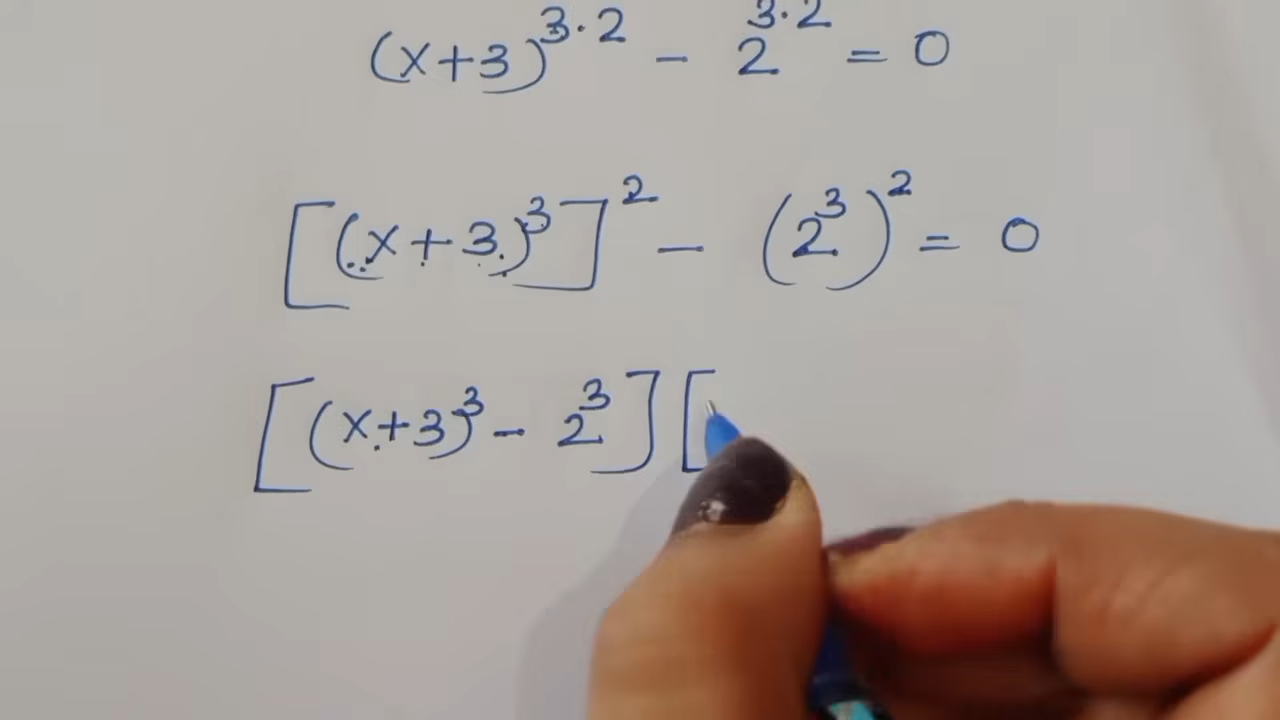 (x+3)^{3·2} - 2^{3·2} = 0
[(x+3)^3]^2 - (2^3)^2 = 0
[(x+3)^3 - 2^3] [